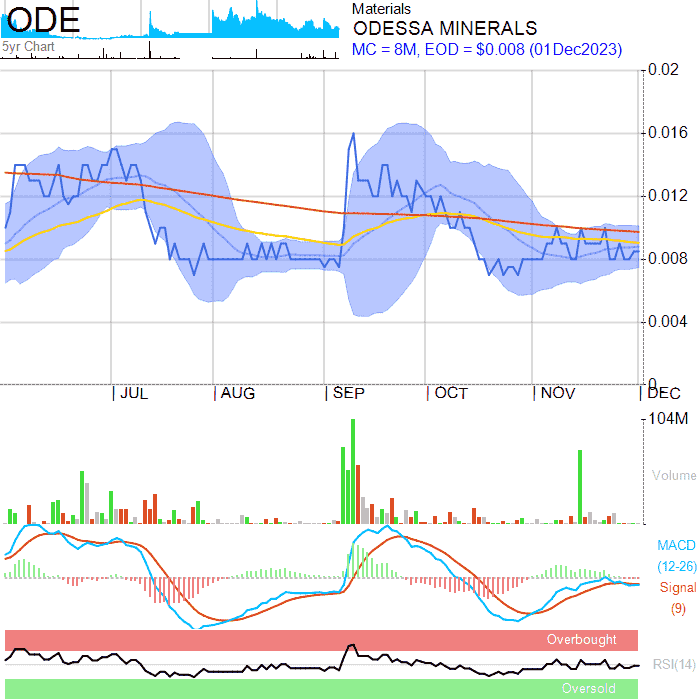 ODE
5yr Chart
Materials
ODESSA MINERALS
MC = 8M, EOD = $0.008 (01Dec2023)
0.02
0.016
0.012
0.008
0.004
0
JUL AUG SEP OCT NOV DEC
104M
Volume
MACD
(12-26)
Signal
(9)
Overbought
RSI(14)
Oversold